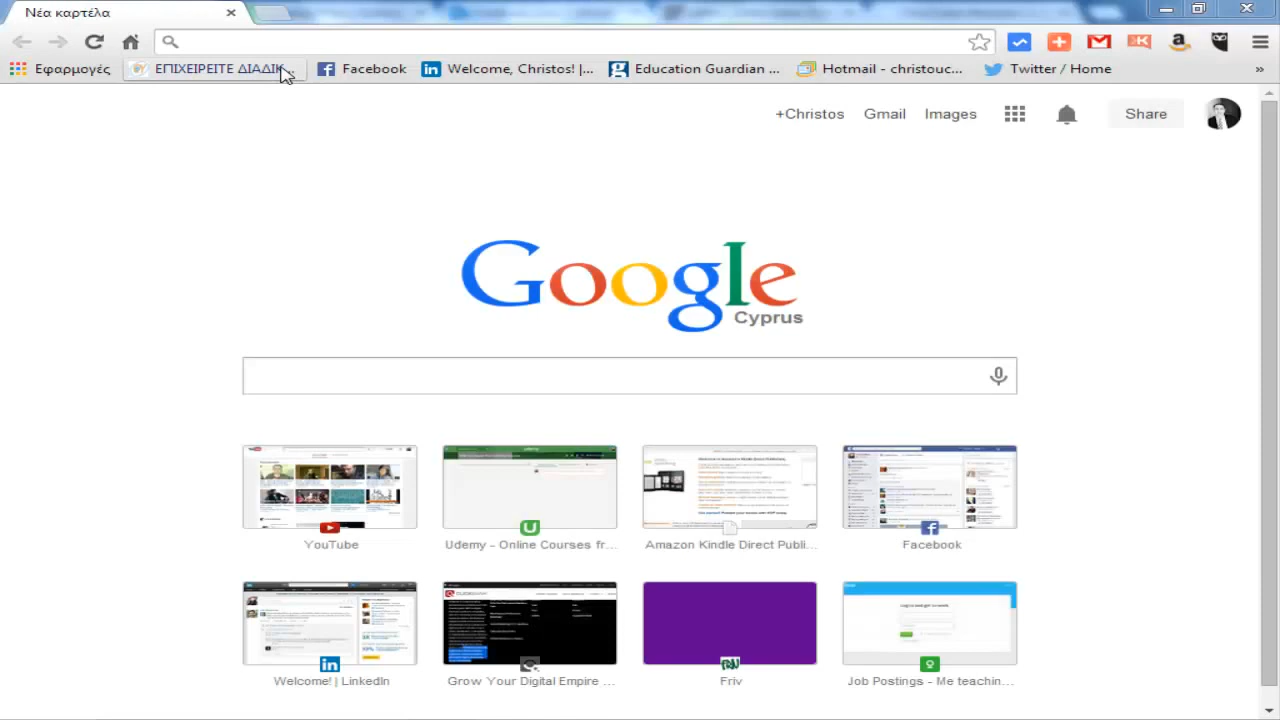 Νέα καρτέλα
Εφαρμογές ΕΠΙΧΕΙΡΕΙΤΕ ΔΙΑΔΙΚ Facebook Welcome, Christos! |... Education Guardian ... Hotmail - christouc... Twitter / Home »
+Christos Gmail Images Share
Google
Cyprus
YouTube Udemy - Online Courses fr... Amazon Kindle Direct Publi... Facebook
Welcome! | LinkedIn Grow Your Digital Empire ... Friv Job Postings - Me teachin...